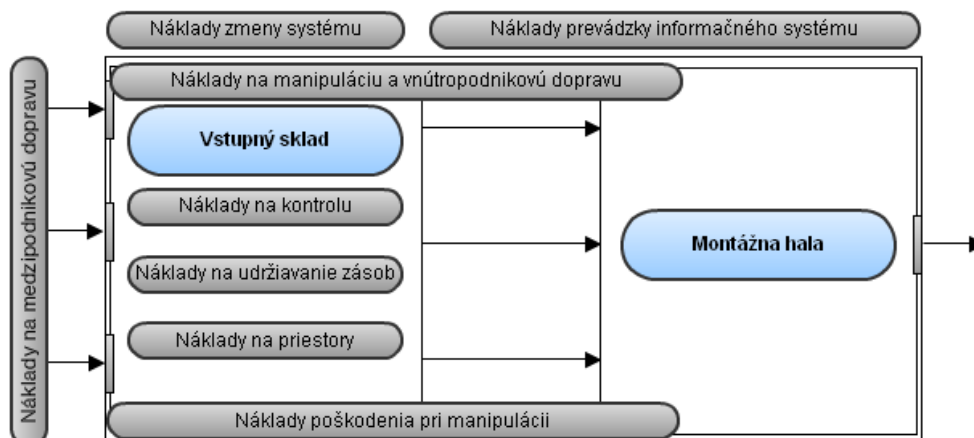 Náklady zmeny systému
Náklady prevádzky informačného systému
Náklady na medzipodnikovú dopravu
Náklady na manipuláciu a vnútropodnikovú dopravu
Vstupný sklad
Náklady na kontrolu
Náklady na udržiavanie zásob
Náklady na priestory
Montážna hala
Náklady poškodenia pri manipulácii